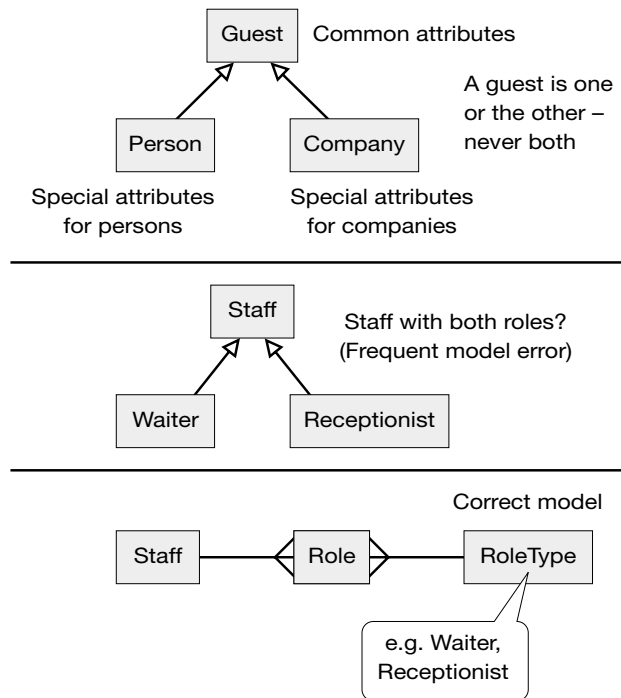 Guest
Common attributes
A guest is one
or the other –
never both
Person
Company
Special attributes
for persons
Special attributes
for companies
Staff
Staff with both roles?
(Frequent model error)
Waiter
Receptionist
Correct model
Staff
Role
RoleType
e.g. Waiter,
Receptionist